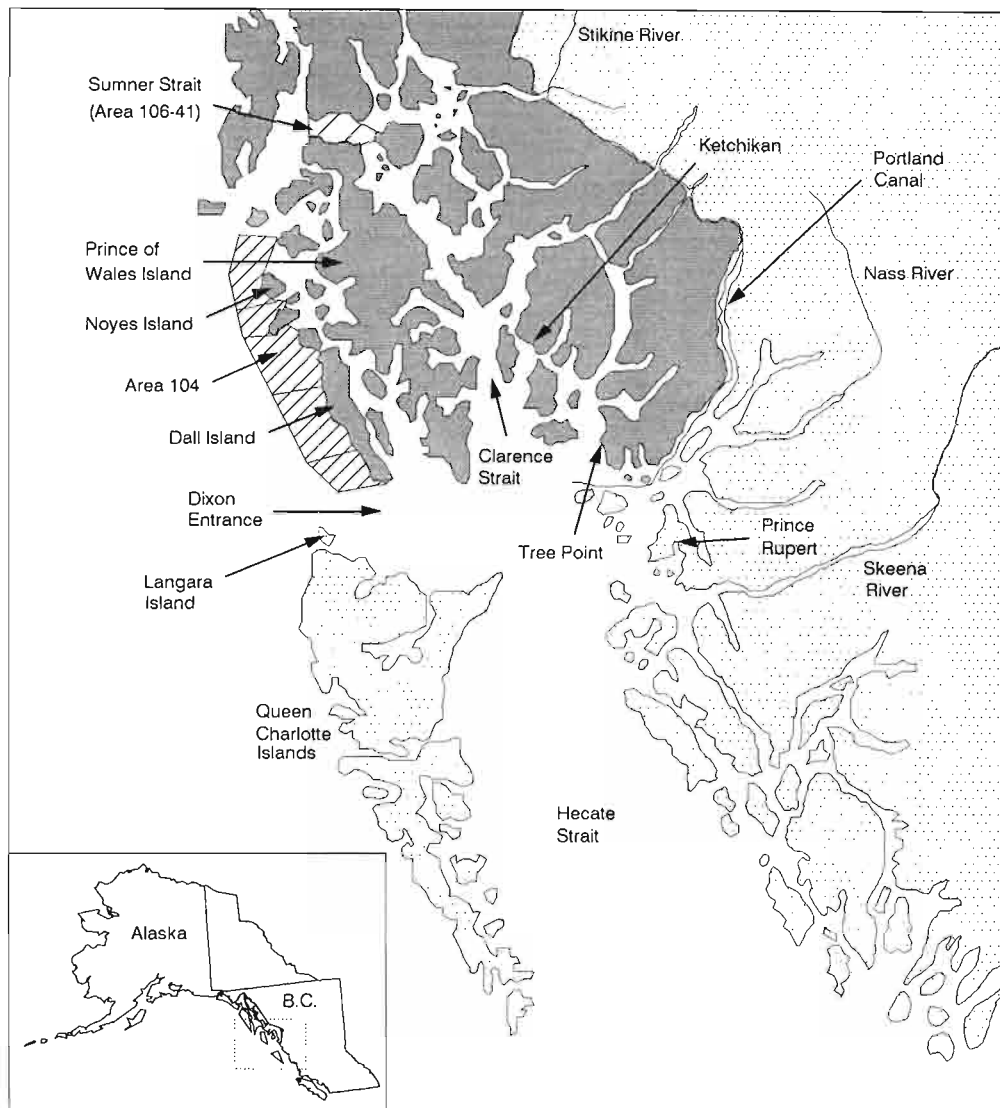 Stikine River
Sumner Strait
(Area 106-41)
Ketchikan
Portland
Canal
Prince of
Wales Island
Nass River
Noyes Island
Area 104
Dall Island
Clarence
Strait
Dixon
Entrance
Tree Point
Prince
Rupert
Langara
Island
Skeena
River
Queen
Charlotte
Islands
Hecate
Strait
Alaska
B.C.